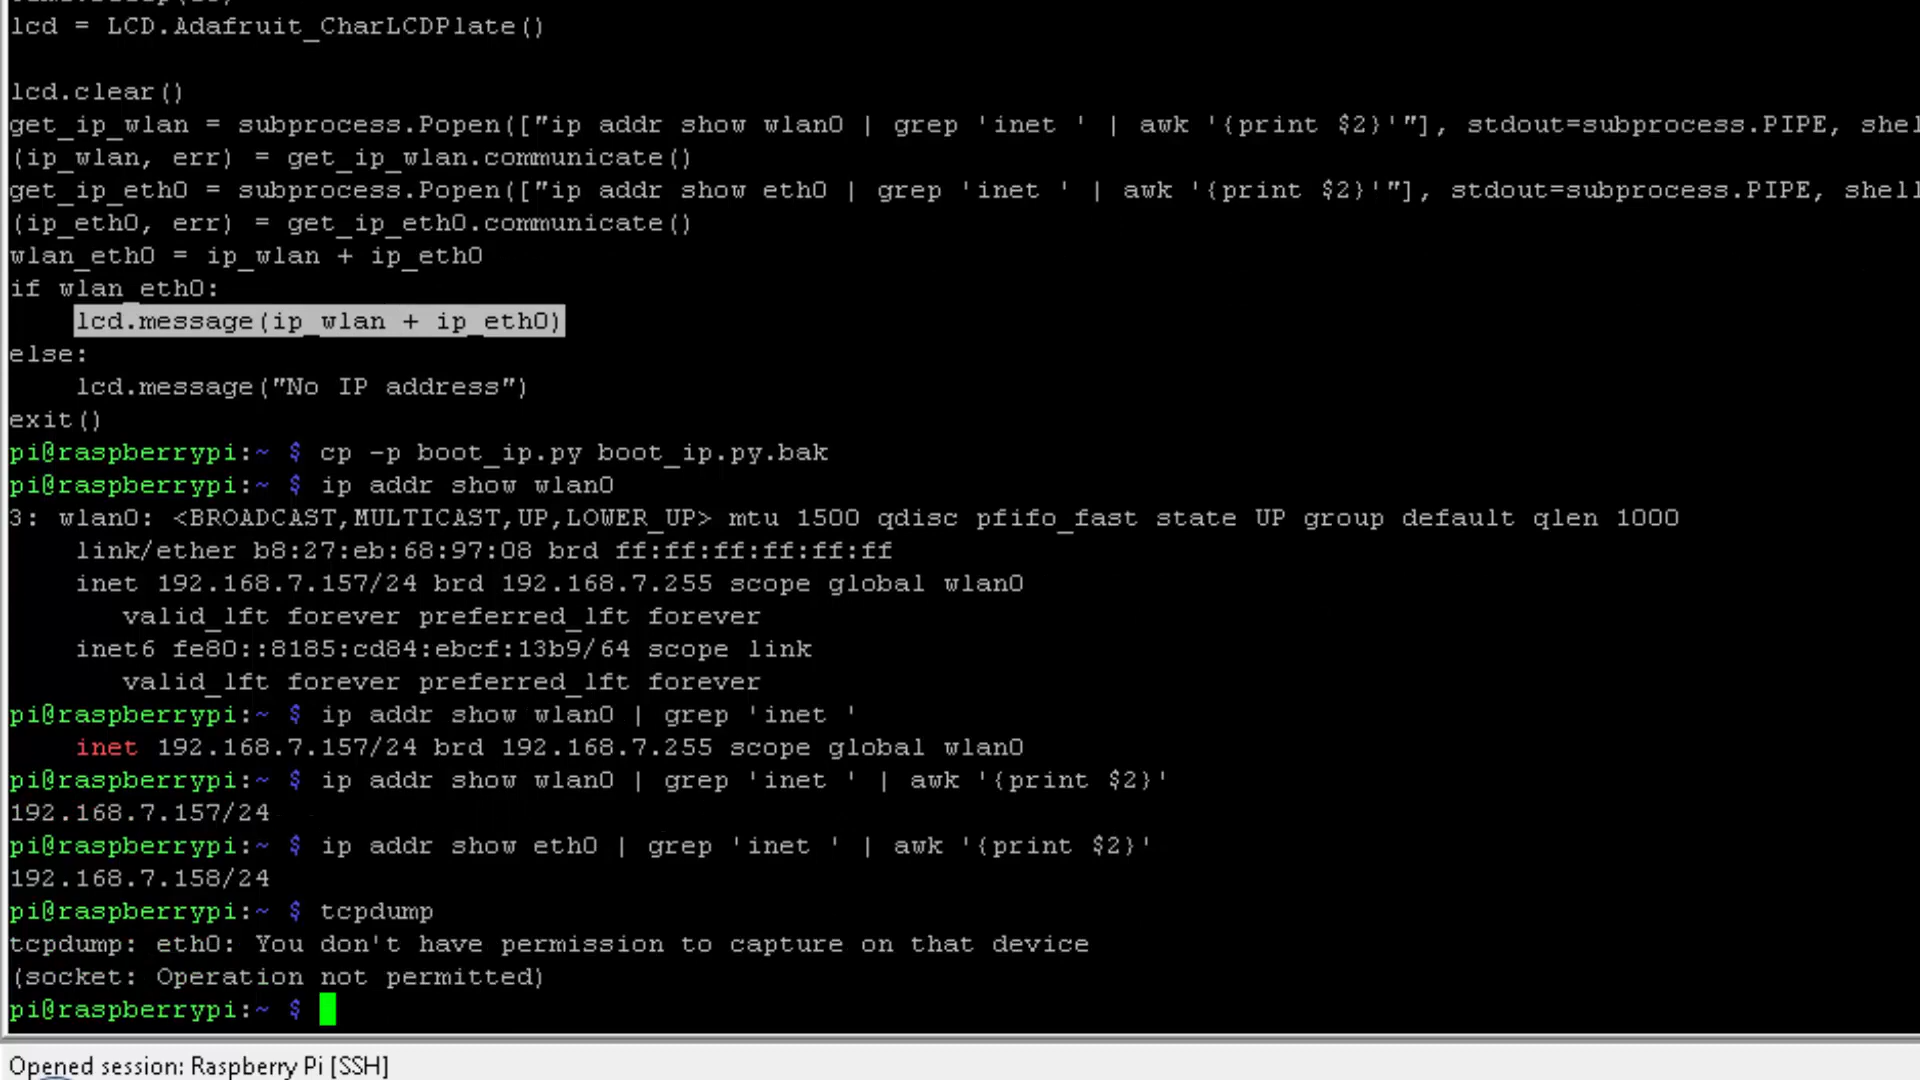 lcd = LCD.Adafruit_CharLCDPlate()
lcd.clear()
get_ip_wlan = subprocess.Popen(["ip addr show wlan0 | grep 'inet ' | awk '{print $2}'"], stdout=subprocess.PIPE, shel
(ip_wlan, err) = get_ip_wlan.communicate()
get_ip_eth0 = subprocess.Popen(["ip addr show eth0 | grep 'inet ' | awk '{print $2}'"], stdout=subprocess.PIPE, shell
(ip_eth0, err) = get_ip_eth0.communicate()
wlan_eth0 = ip_wlan + ip_eth0
if wlan_eth0:
    lcd.message(ip_wlan + ip_eth0)
else:
    lcd.message("No IP address")
exit()
pi@raspberrypi:~ $ cp -p boot_ip.py boot_ip.py.bak
pi@raspberrypi:~ $ ip addr show wlan0
3: wlan0: <BROADCAST,MULTICAST,UP,LOWER_UP> mtu 1500 qdisc pfifo_fast state UP group default qlen 1000
    link/ether b8:27:eb:68:97:08 brd ff:ff:ff:ff:ff:ff
    inet 192.168.7.157/24 brd 192.168.7.255 scope global wlan0
       valid_lft forever preferred_lft forever
    inet6 fe80::8185:cd84:ebcf:13b9/64 scope link
       valid_lft forever preferred_lft forever
pi@raspberrypi:~ $ ip addr show wlan0 | grep 'inet '
    inet 192.168.7.157/24 brd 192.168.7.255 scope global wlan0
pi@raspberrypi:~ $ ip addr show wlan0 | grep 'inet ' | awk '{print $2}'
192.168.7.157/24
pi@raspberrypi:~ $ ip addr show eth0 | grep 'inet ' | awk '{print $2}'
192.168.7.158/24
pi@raspberrypi:~ $ tcpdump
tcpdump: eth0: You don't have permission to capture on that device
(socket: Operation not permitted)
pi@raspberrypi:~ $
Opened session: Raspberry Pi [SSH]